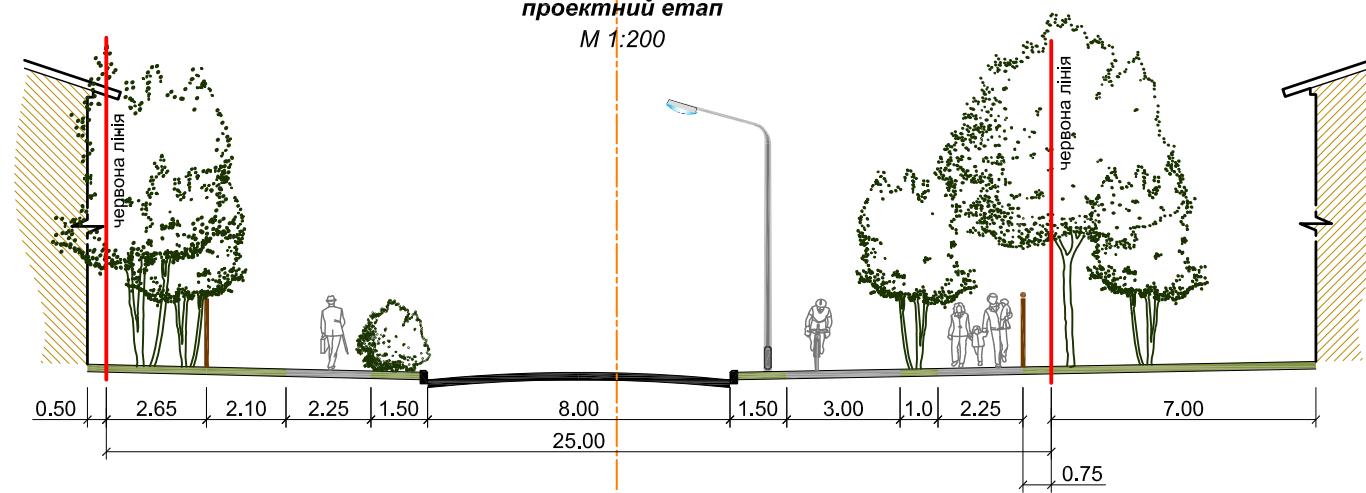 проектний етап
М 1:200
червона лінія
червона лінія
0.50 2.65 2.10 2.25 1.50 8.00 1.50 3.00 1.0 2.25 7.00
25.00
0.75